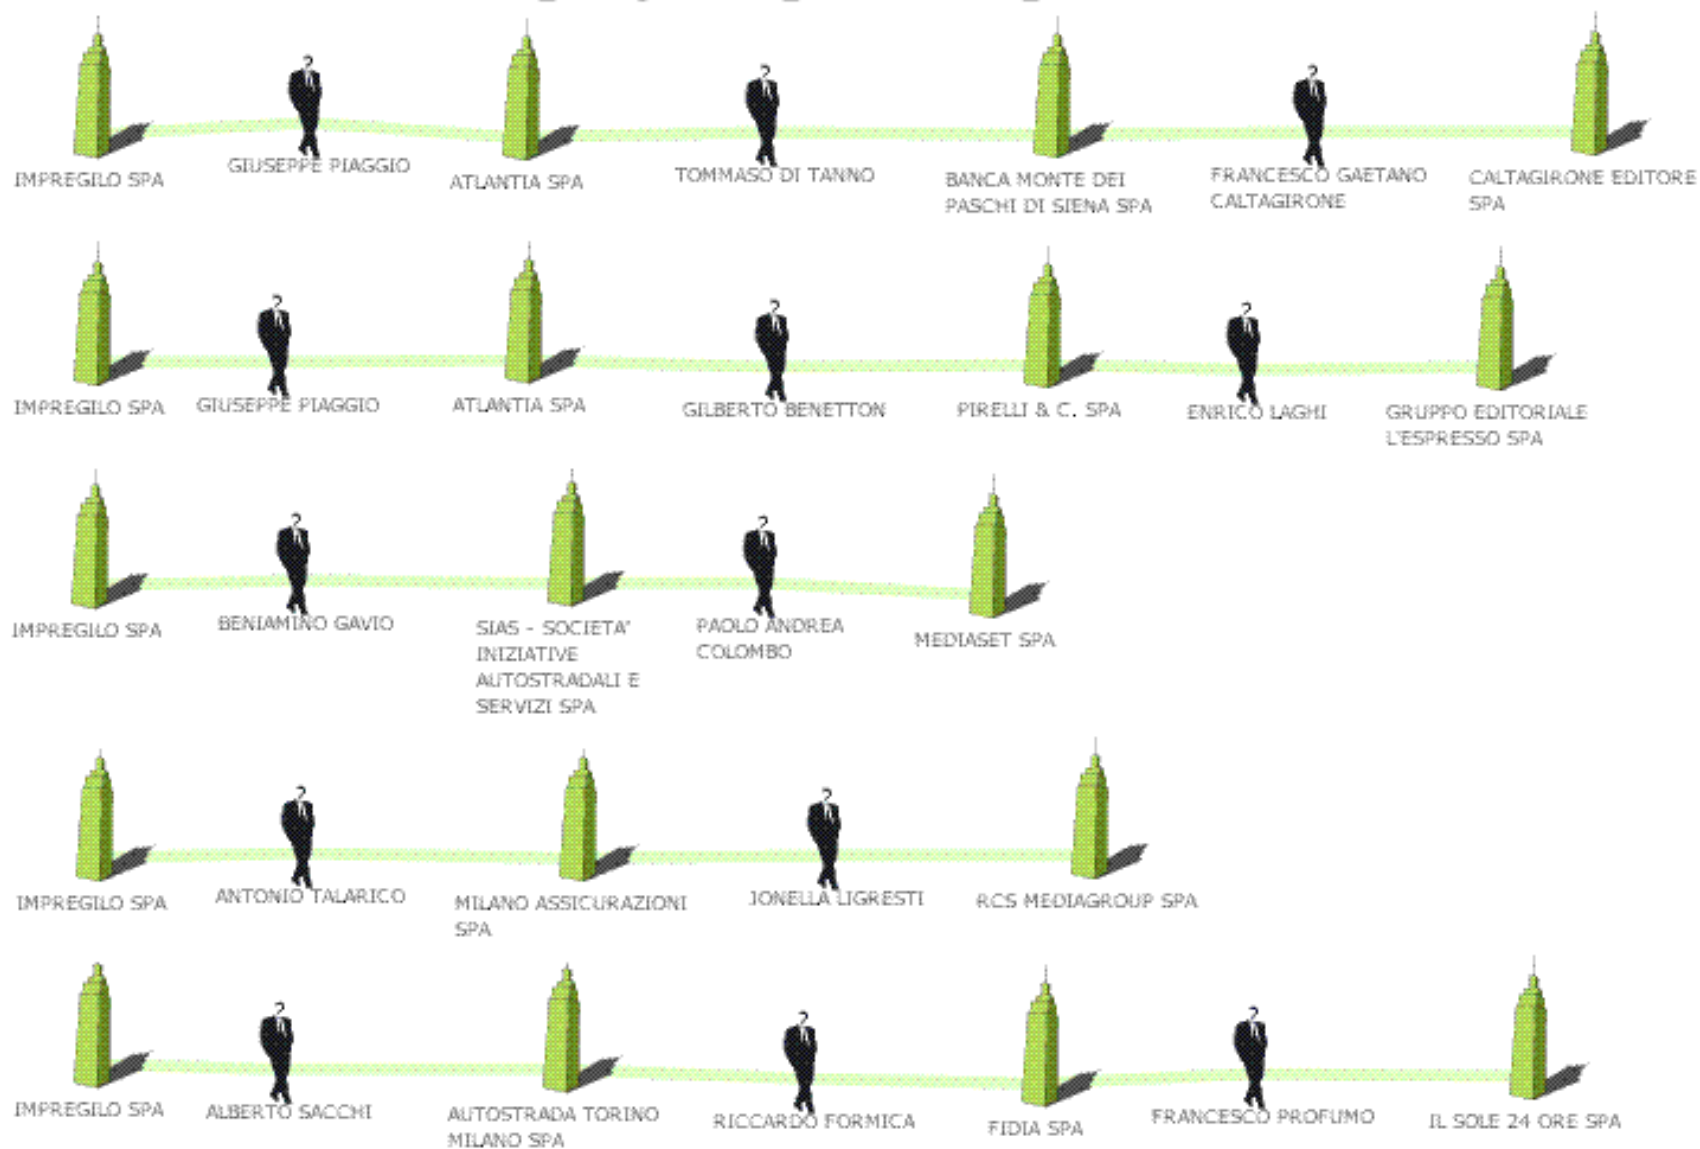 IMPREGILO SPA
GIUSEPPE PIAGGIO
ATLANTIA SPA
TOMMASO DI TANNO
BANCA MONTE DEI
PASCHI DI SIENA SPA
FRANCESCO GAETANO
CALTAGIRONE
CALTAGIRONE EDITORE
SPA
IMPREGILO SPA
GIUSEPPE PIAGGIO
ATLANTIA SPA
GILBERTO BENETTON
PIRELLI & C. SPA
ENRICO LAGHI
GRUPPO EDITORIALE
L'ESPRESSO SPA
IMPREGILO SPA
BENIAMINO GAVIO
SIAS - SOCIETA'
INIZIATIVE
AUTOSTRADALI E
SERVIZI SPA
PAOLO ANDREA
COLOMBO
MEDIASET SPA
IMPREGILO SPA
ANTONIO TALARICO
MILANO ASSICURAZIONI
SPA
JONELLA LIGRESTI
RCS MEDIAGROUP SPA
IMPREGILO SPA
ALBERTO SACCHI
AUTOSTRADA TORINO
MILANO SPA
RICCARDO FORMICA
FIDIA SPA
FRANCESCO PROFUMO
IL SOLE 24 ORE SPA